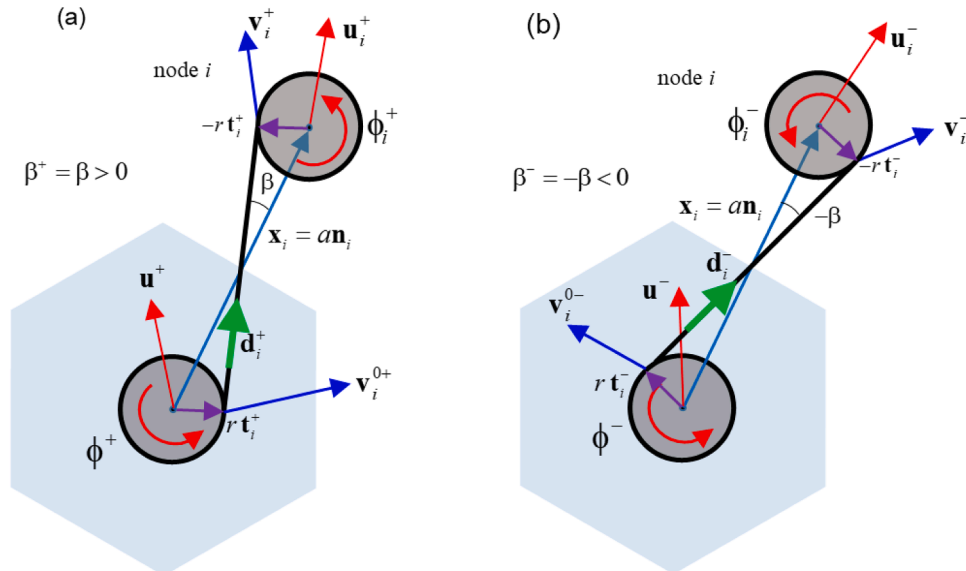 (a)
v_i^+
u_i^+
node i
-r t_i^+
ϕ_i^+
β^+ = β > 0
β
x_i = a n_i
u^+
d_i^+
v_i^{0+}
r t_i^+
ϕ^+
(b)
u_i^-
node i
ϕ_i^-
v_i^-
-r t_i^-
β^- = -β < 0
x_i = a n_i
-β
d_i^-
u^-
v_i^{0-}
r t_i^-
ϕ^-